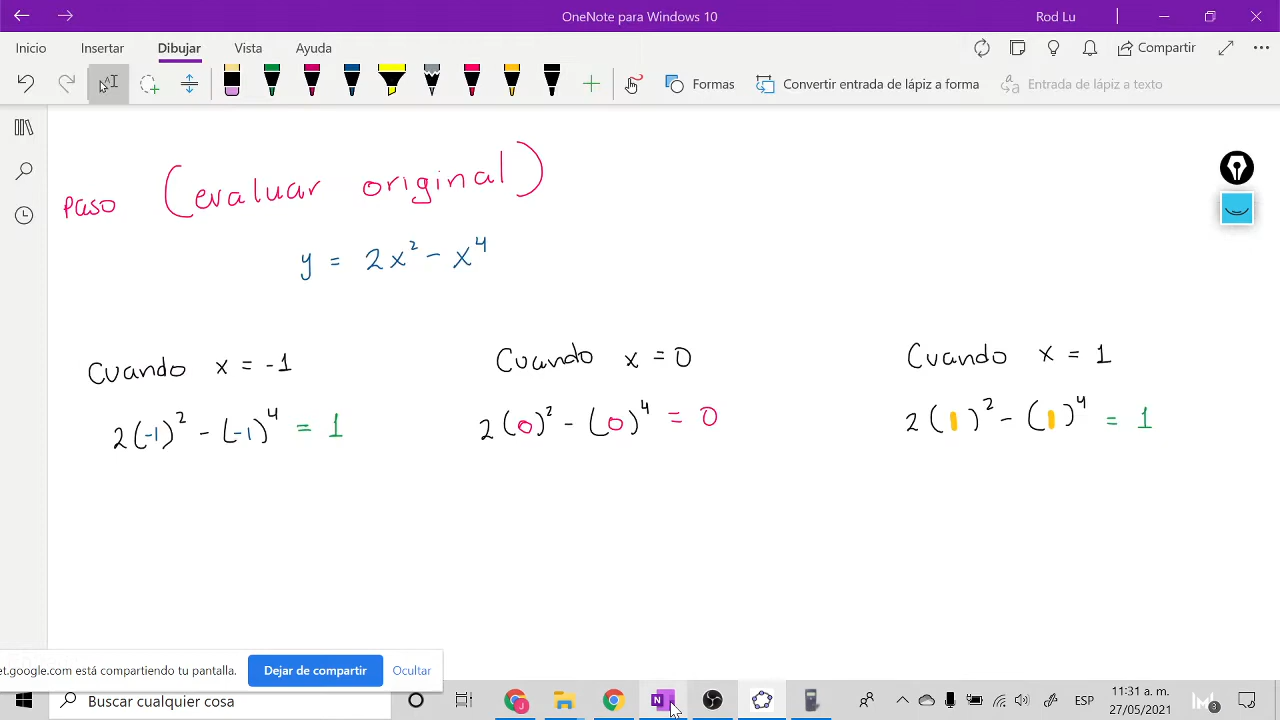 OneNote para Windows 10
Rod Lu
Inicio Insertar Dibujar Vista Ayuda
Compartir
Formas
Convertir entrada de lápiz a forma
Entrada de lápiz a texto
Paso (evaluar original)
y = 2x² - x⁴
Cuando x = -1
2(-1)² - (-1)⁴ = 1
Cuando x = 0
2(0)² - (0)⁴ = 0
Cuando x = 1
2(1)² - (1)⁴ = 1
et.google.com está compartiendo tu pantalla.
Dejar de compartir
Ocultar
Buscar cualquier cosa
J
N
ESP
11:31 a. m.
27/05/2021
3